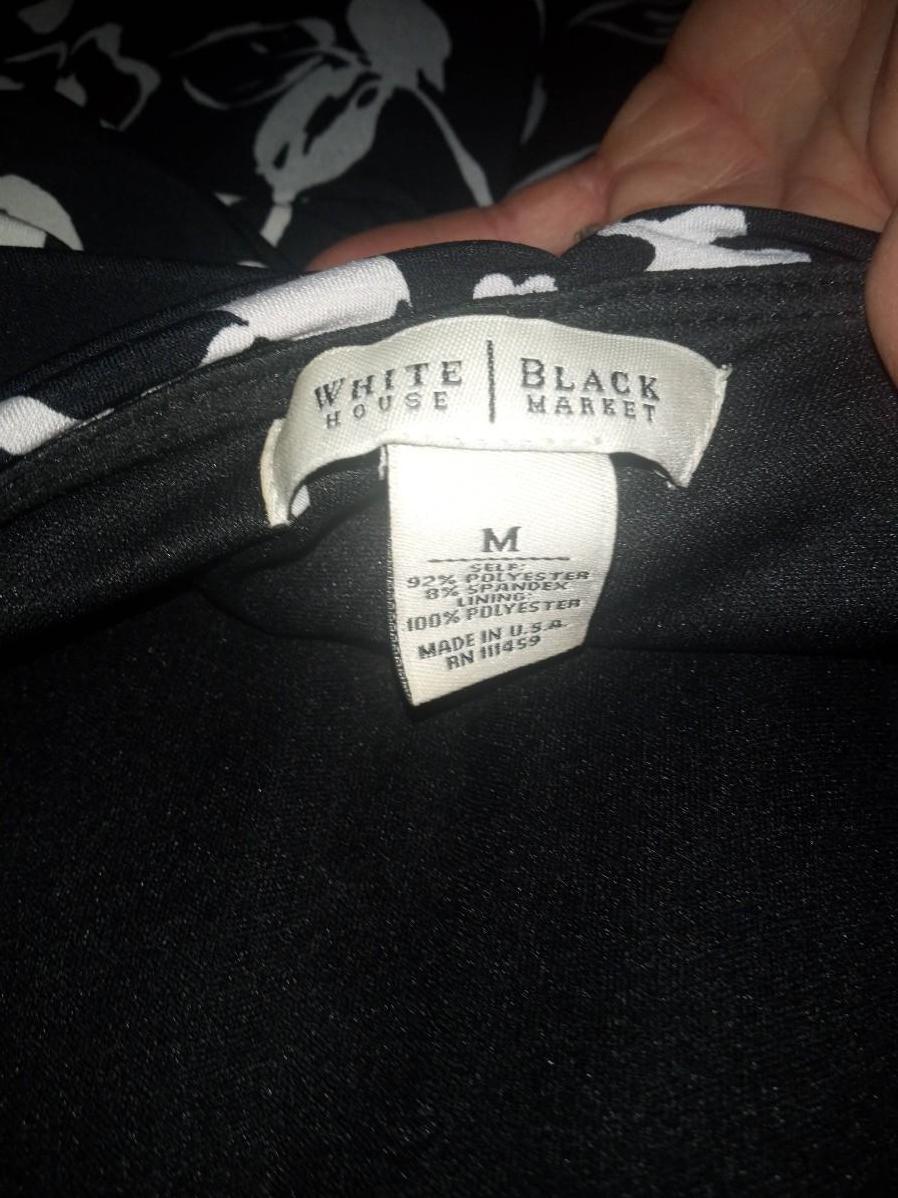 WHITE | BLACK
HOUSE MARKET
M
SELF:
92% POLYESTER
8% SPANDEX
LINING:
100% POLYESTER
MADE IN U.S.A.
RN 111459